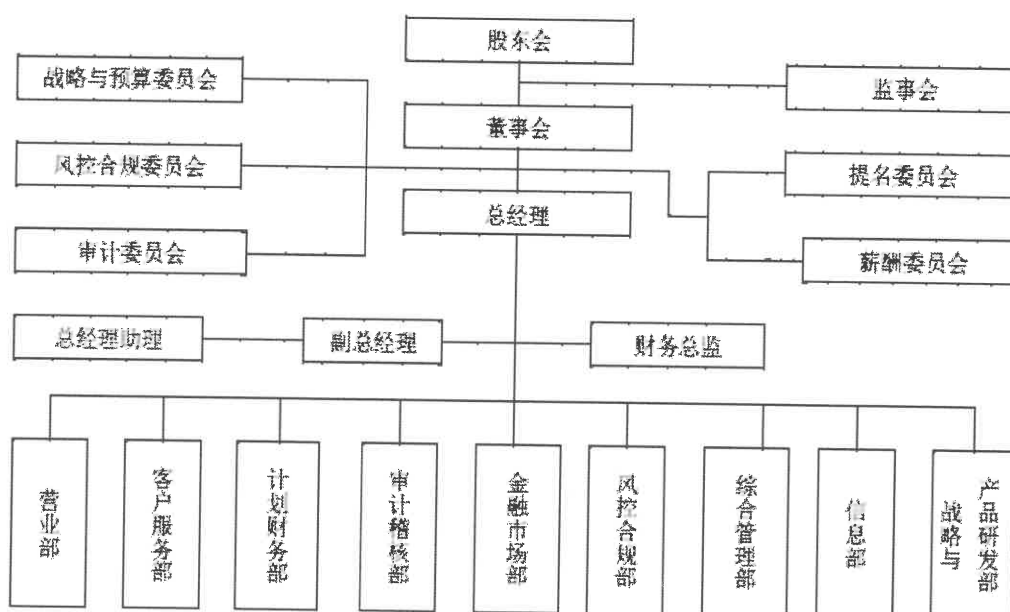 股东会
战略与预算委员会
监事会
董事会
风控合规委员会
提名委员会
总经理
审计委员会
薪酬委员会
总经理助理
副总经理
财务总监
营业部
客户服务部
计划财务部
审计稽核部
金融市场部
风控合规部
综合管理部
信息部
战略与
产品研发部